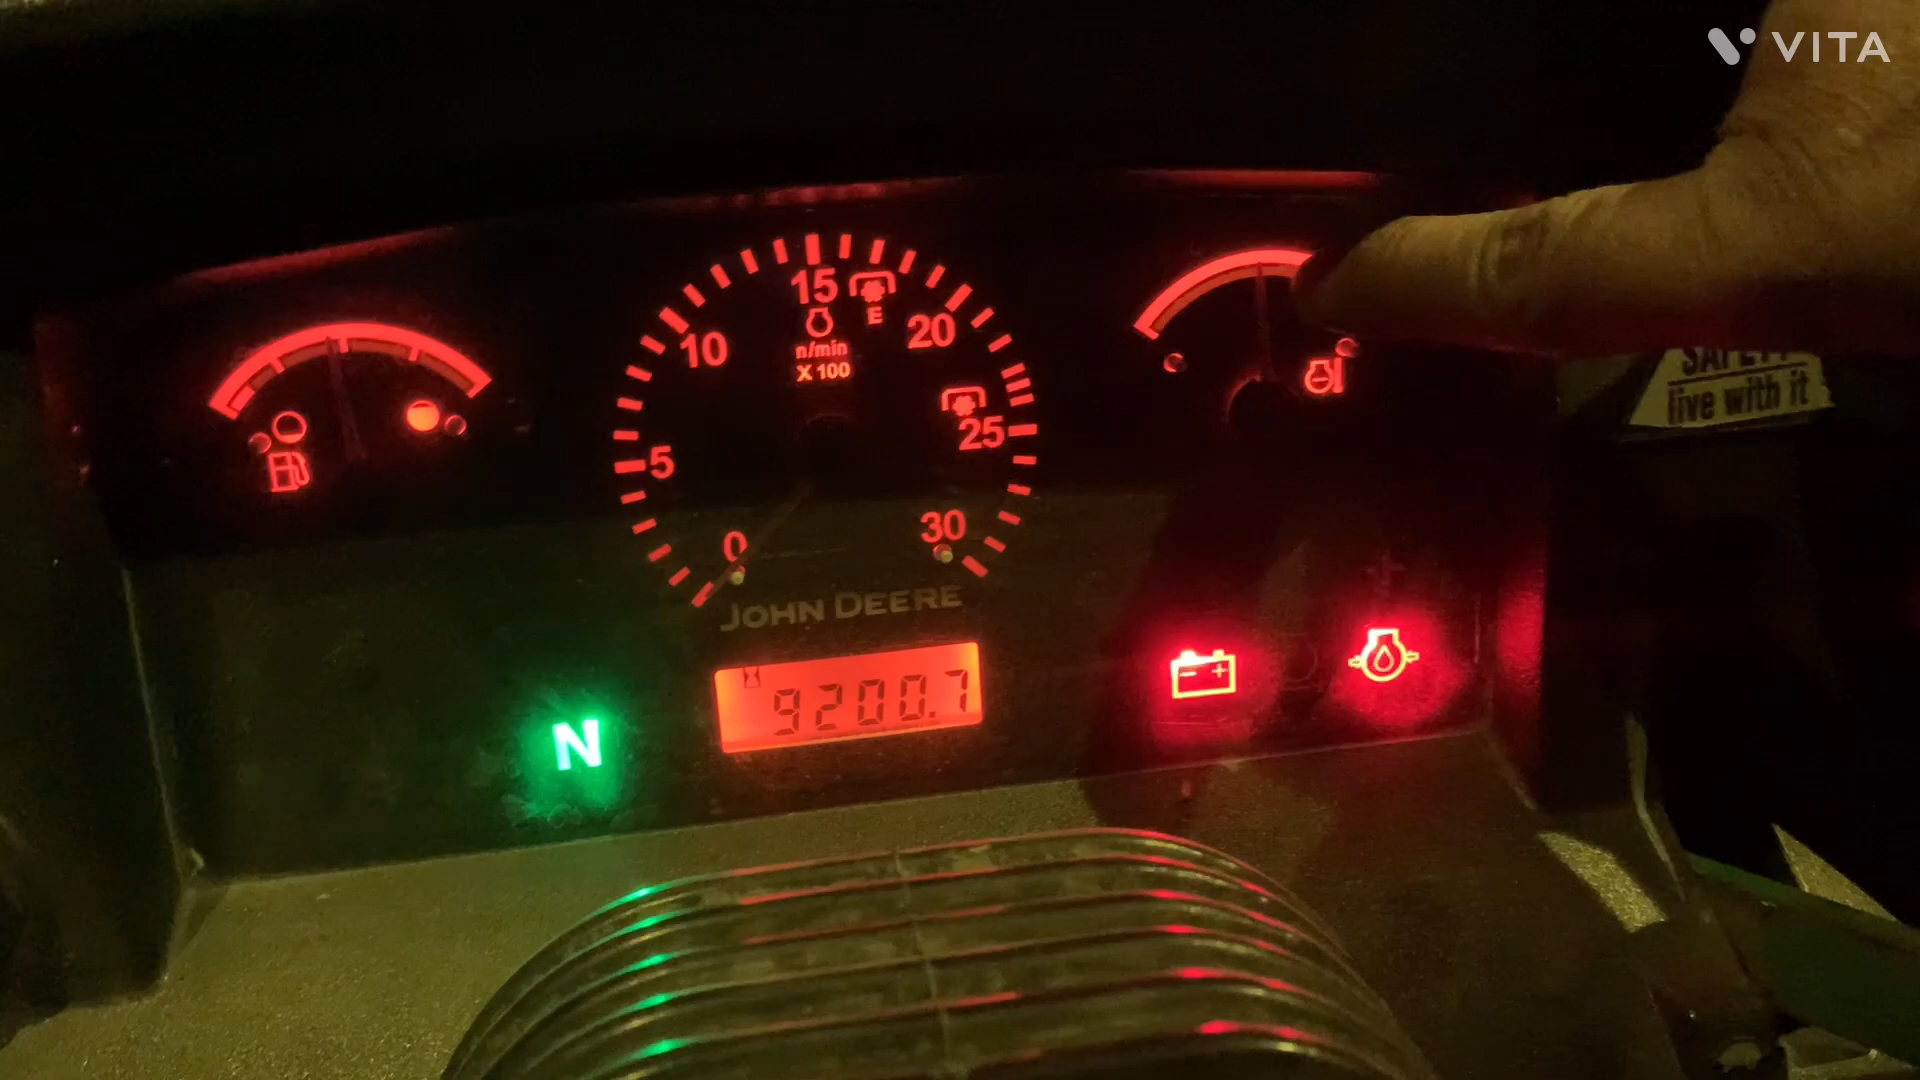 VITA
15
E
10
20
n/min
X 100
25
5
0
30
JOHN DEERE
9200.7
N
SAFETY
live with it